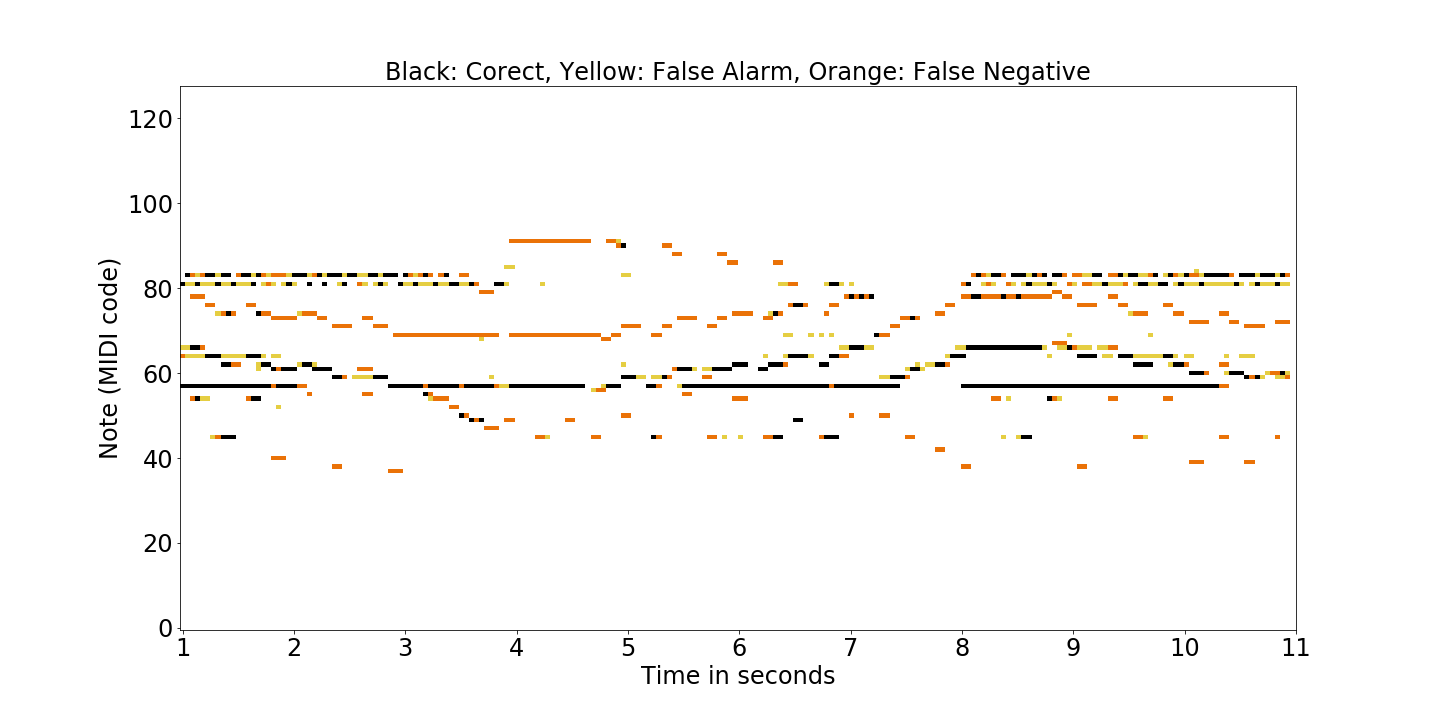 Black: Corect, Yellow: False Alarm, Orange: False Negative
120
100
80
60
40
20
0
Note (MIDI code)
1 2 3 4 5 6 7 8 9 10 11
Time in seconds